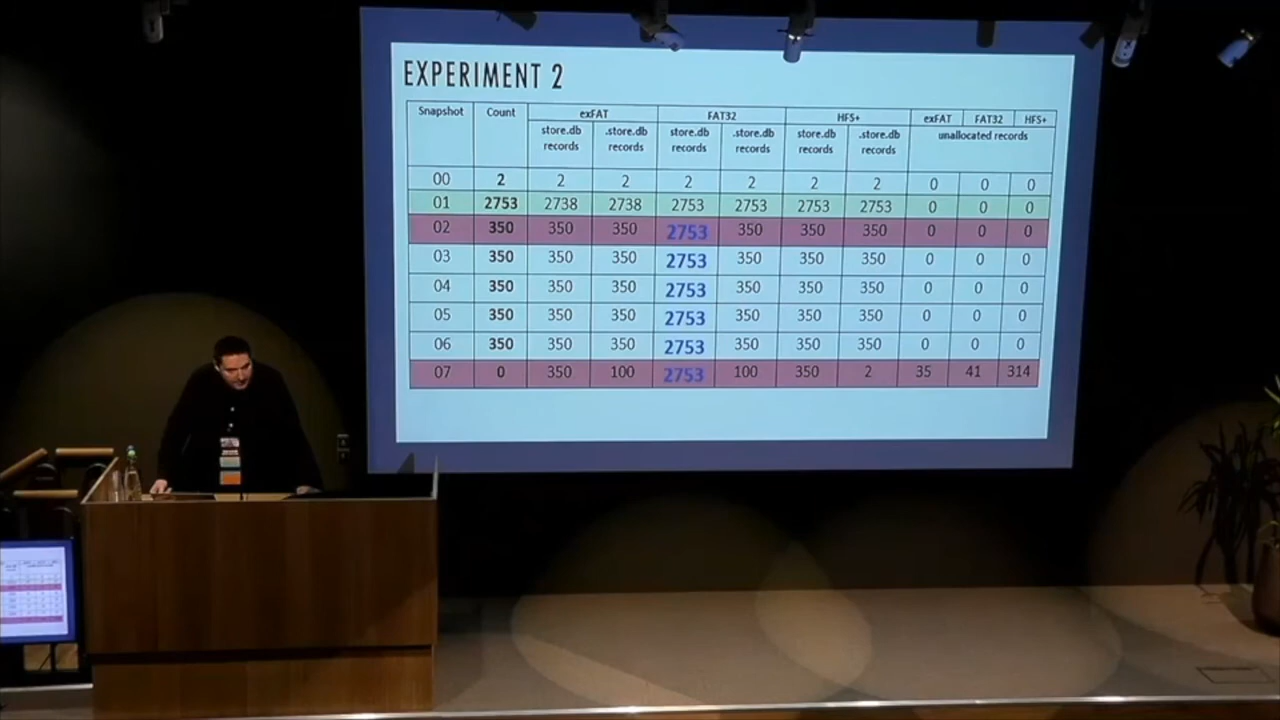 EXPERIMENT 2
Snapshot Count exFAT FAT32 HFS+ exFAT FAT32 HFS+
store.db records .store.db records store.db records .store.db records store.db records .store.db records unallocated records
00 2 2 2 2 2 2 2 0 0 0
01 2753 2738 2738 2753 2753 2753 2753 0 0 0
02 350 350 350 2753 350 350 350 0 0 0
03 350 350 350 2753 350 350 350 0 0 0
04 350 350 350 2753 350 350 350 0 0 0
05 350 350 350 2753 350 350 350 0 0 0
06 350 350 350 2753 350 350 350 0 0 0
07 0 350 100 2753 100 350 2 35 41 314